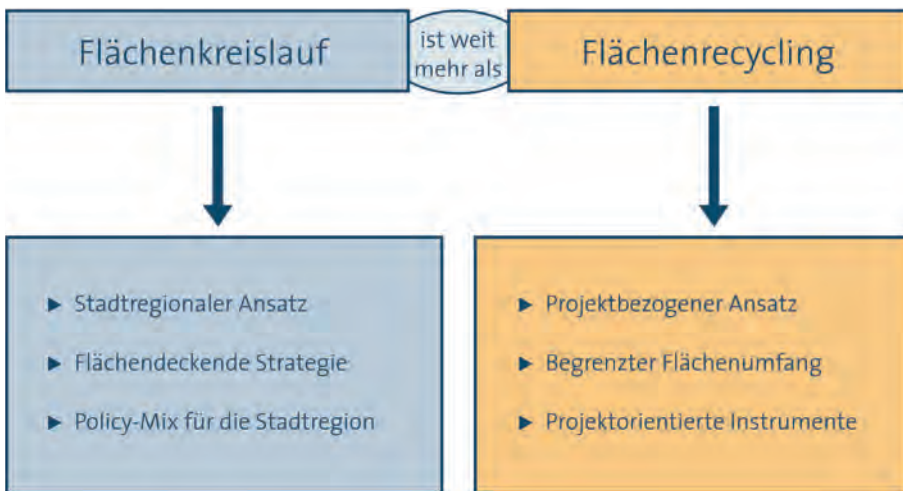 Flächenkreislauf
ist weit
mehr als
Flächenrecycling
► Stadtregionaler Ansatz
► Flächendeckende Strategie
► Policy-Mix für die Stadtregion
► Projektbezogener Ansatz
► Begrenzter Flächenumfang
► Projektorientierte Instrumente